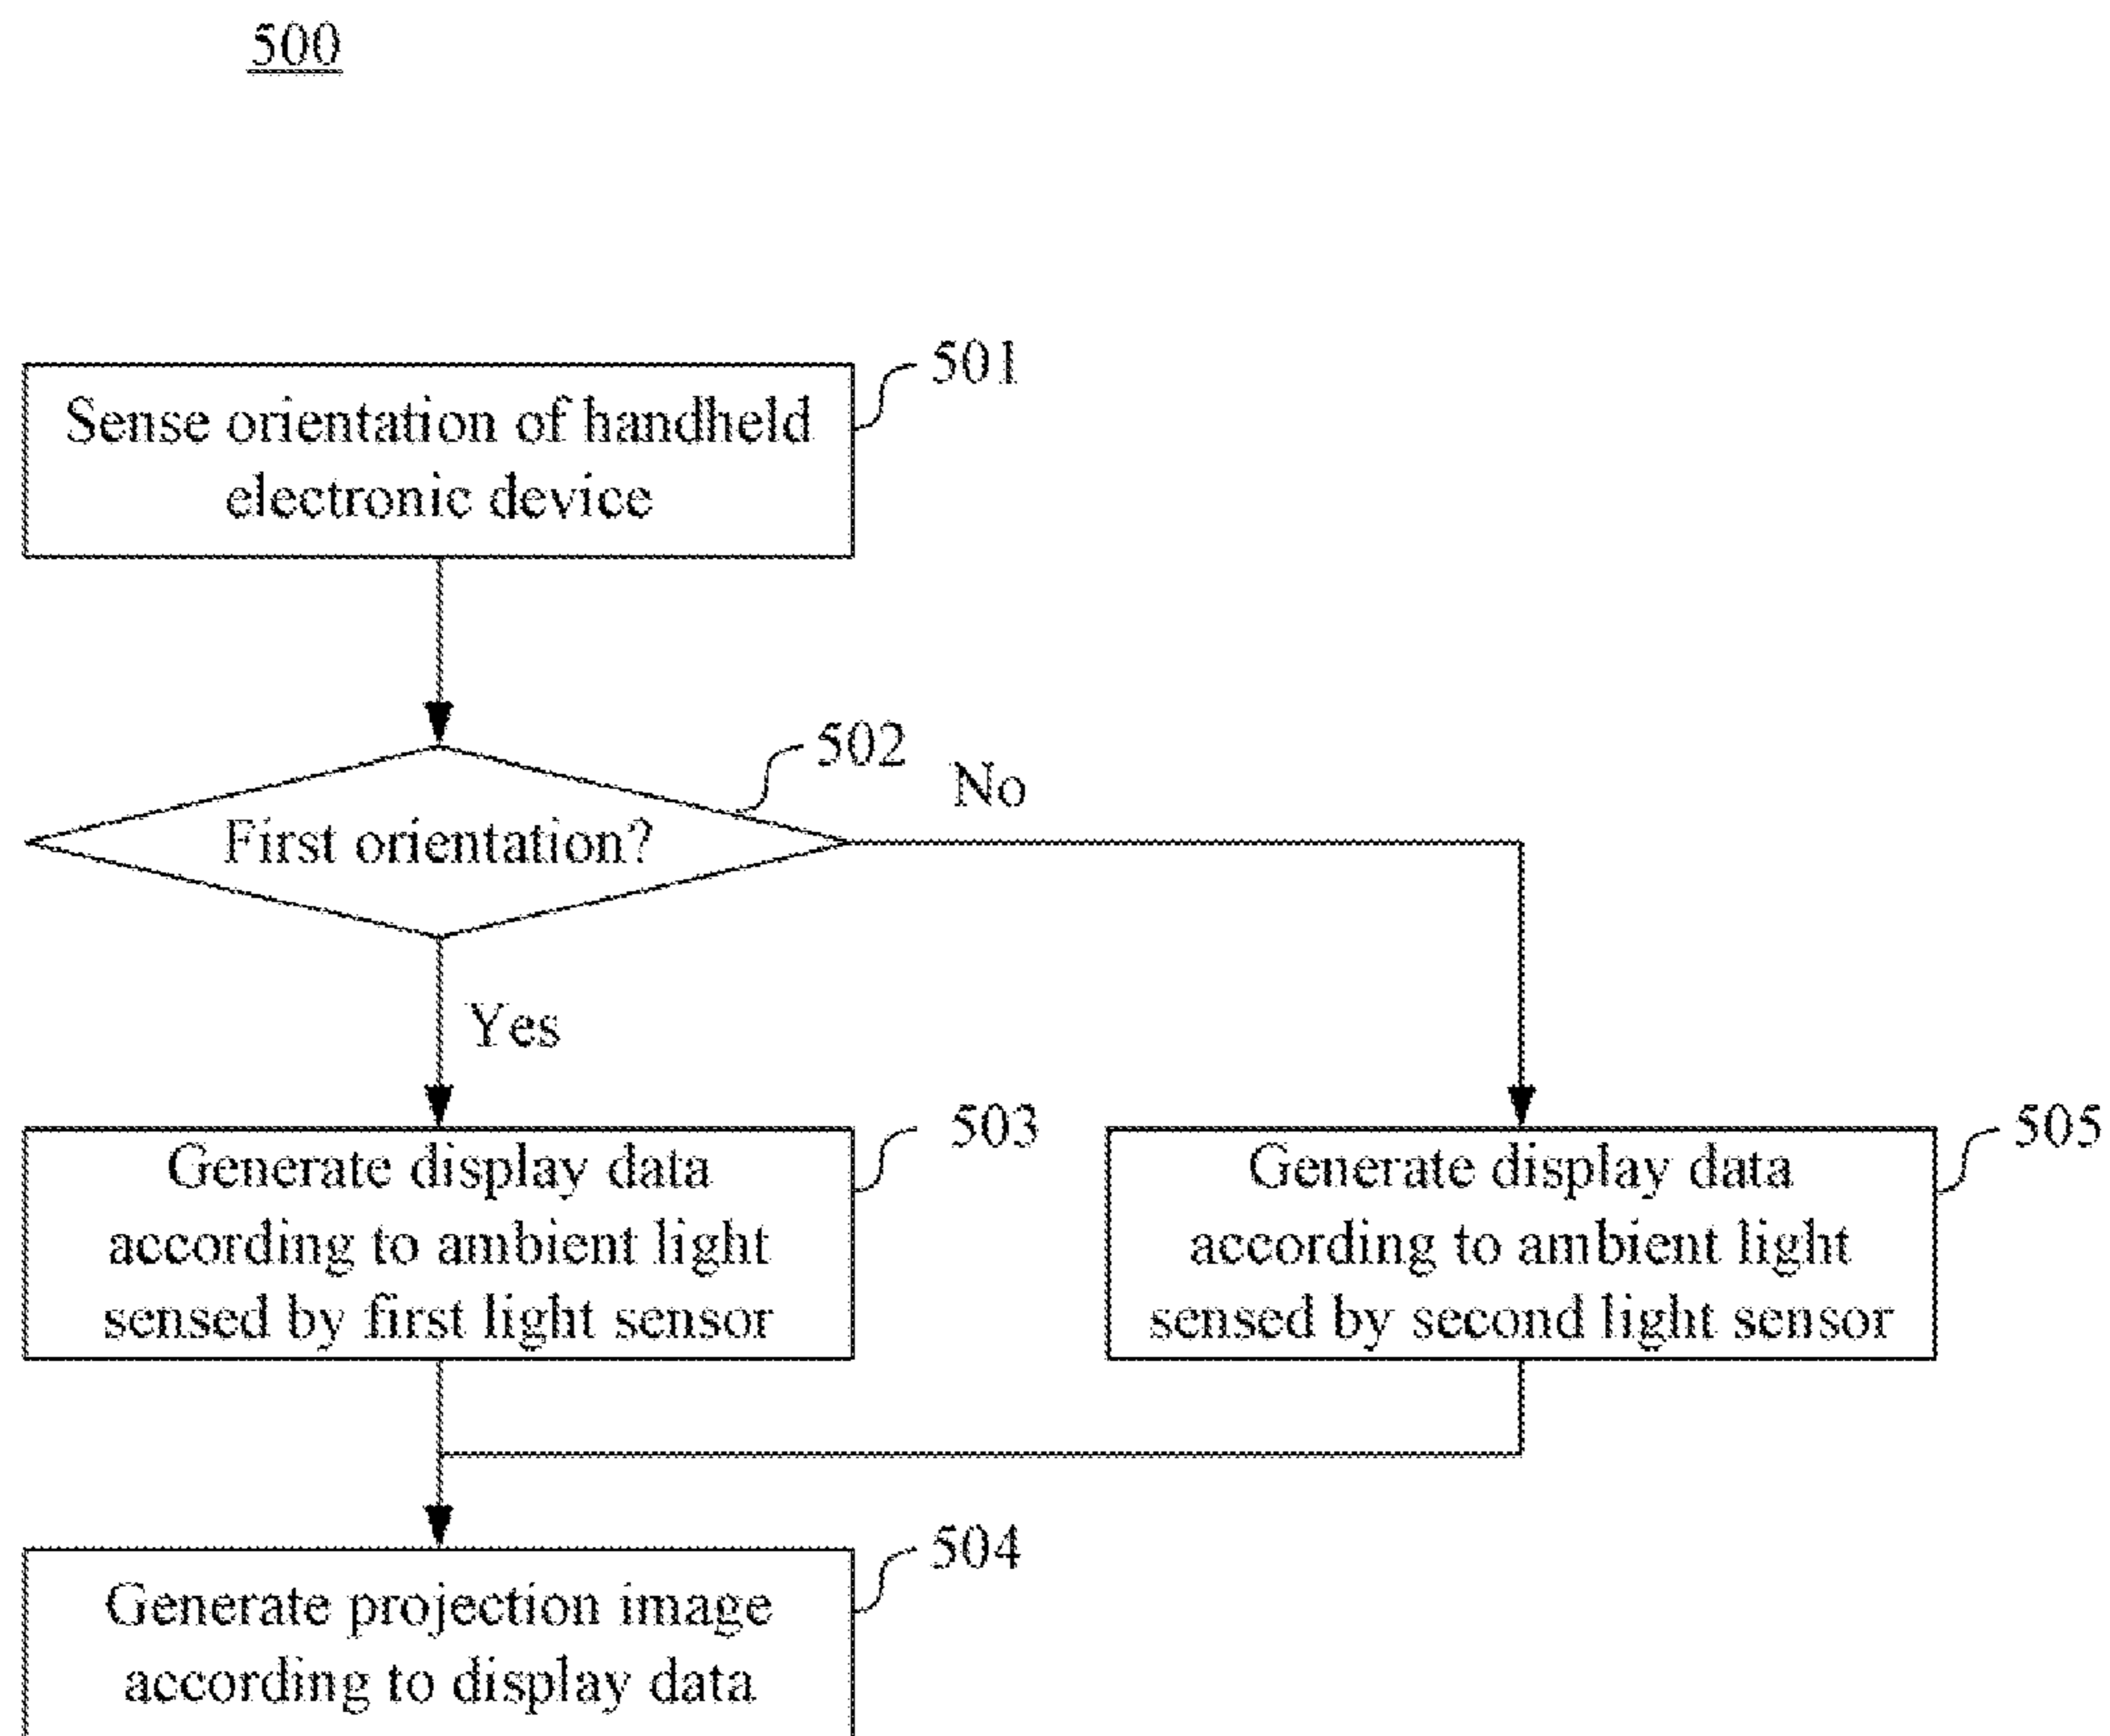 500
501
Sense orientation of handheld
electronic device
502
No
First orientation?
Yes
503
Generate display data
according to ambient light
sensed by first light sensor
505
Generate display data
according to ambient light
sensed by second light sensor
504
Generate projection image
according to display data